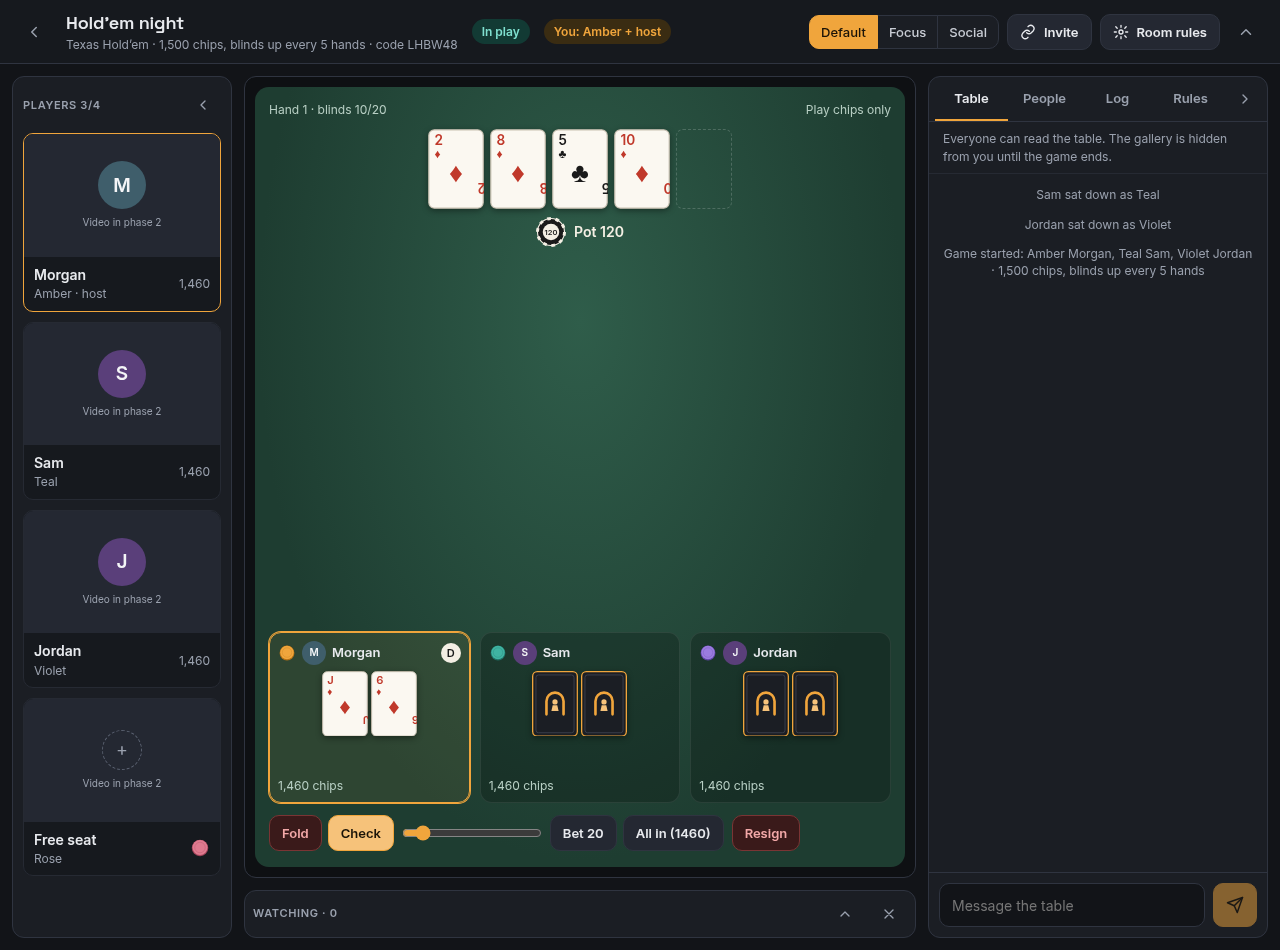 Hold'em night
Texas Hold'em · 1,500 chips, blinds up every 5 hands · code LHBW48
In play
You: Amber + host
Default
Focus
Social
Invite
Room rules
PLAYERS 3/4
M
Video in phase 2
Morgan
Amber · host
1,460
S
Video in phase 2
Sam
Teal
1,460
J
Video in phase 2
Jordan
Violet
1,460
+
Video in phase 2
Free seat
Rose
Hand 1 · blinds 10/20
Play chips only
2
2
8
8
5
5
10
10
120
Pot 120
M
Morgan
D
J
J
6
6
1,460 chips
S
Sam
1,460 chips
J
Jordan
1,460 chips
Fold
Check
Bet 20
All in (1460)
Resign
WATCHING · 0
Table
People
Log
Rules
Everyone can read the table. The gallery is hidden
from you until the game ends.
Sam sat down as Teal
Jordan sat down as Violet
Game started: Amber Morgan, Teal Sam, Violet Jordan
· 1,500 chips, blinds up every 5 hands
Message the table